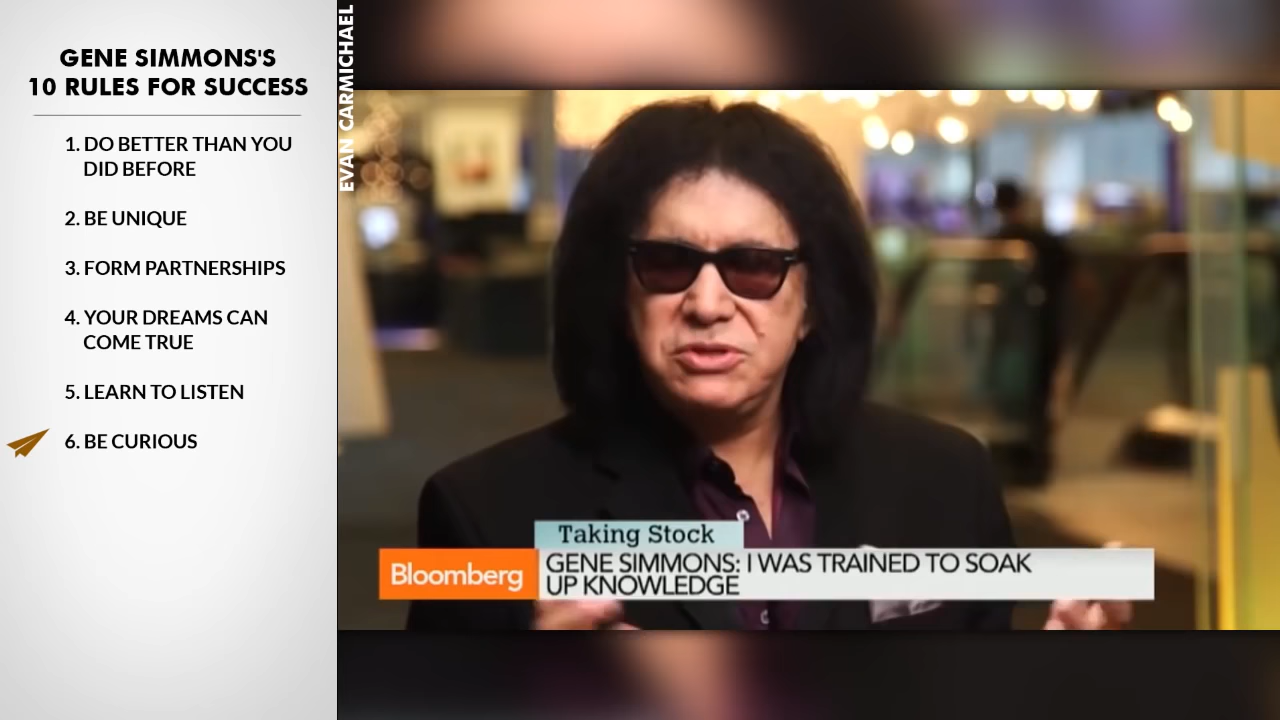 GENE SIMMONS'S
10 RULES FOR SUCCESS
1. DO BETTER THAN YOU
DID BEFORE
2. BE UNIQUE
3. FORM PARTNERSHIPS
4. YOUR DREAMS CAN
COME TRUE
5. LEARN TO LISTEN
6. BE CURIOUS
EVAN CARMICHAEL
Taking Stock
Bloomberg
GENE SIMMONS: I WAS TRAINED TO SOAK
UP KNOWLEDGE